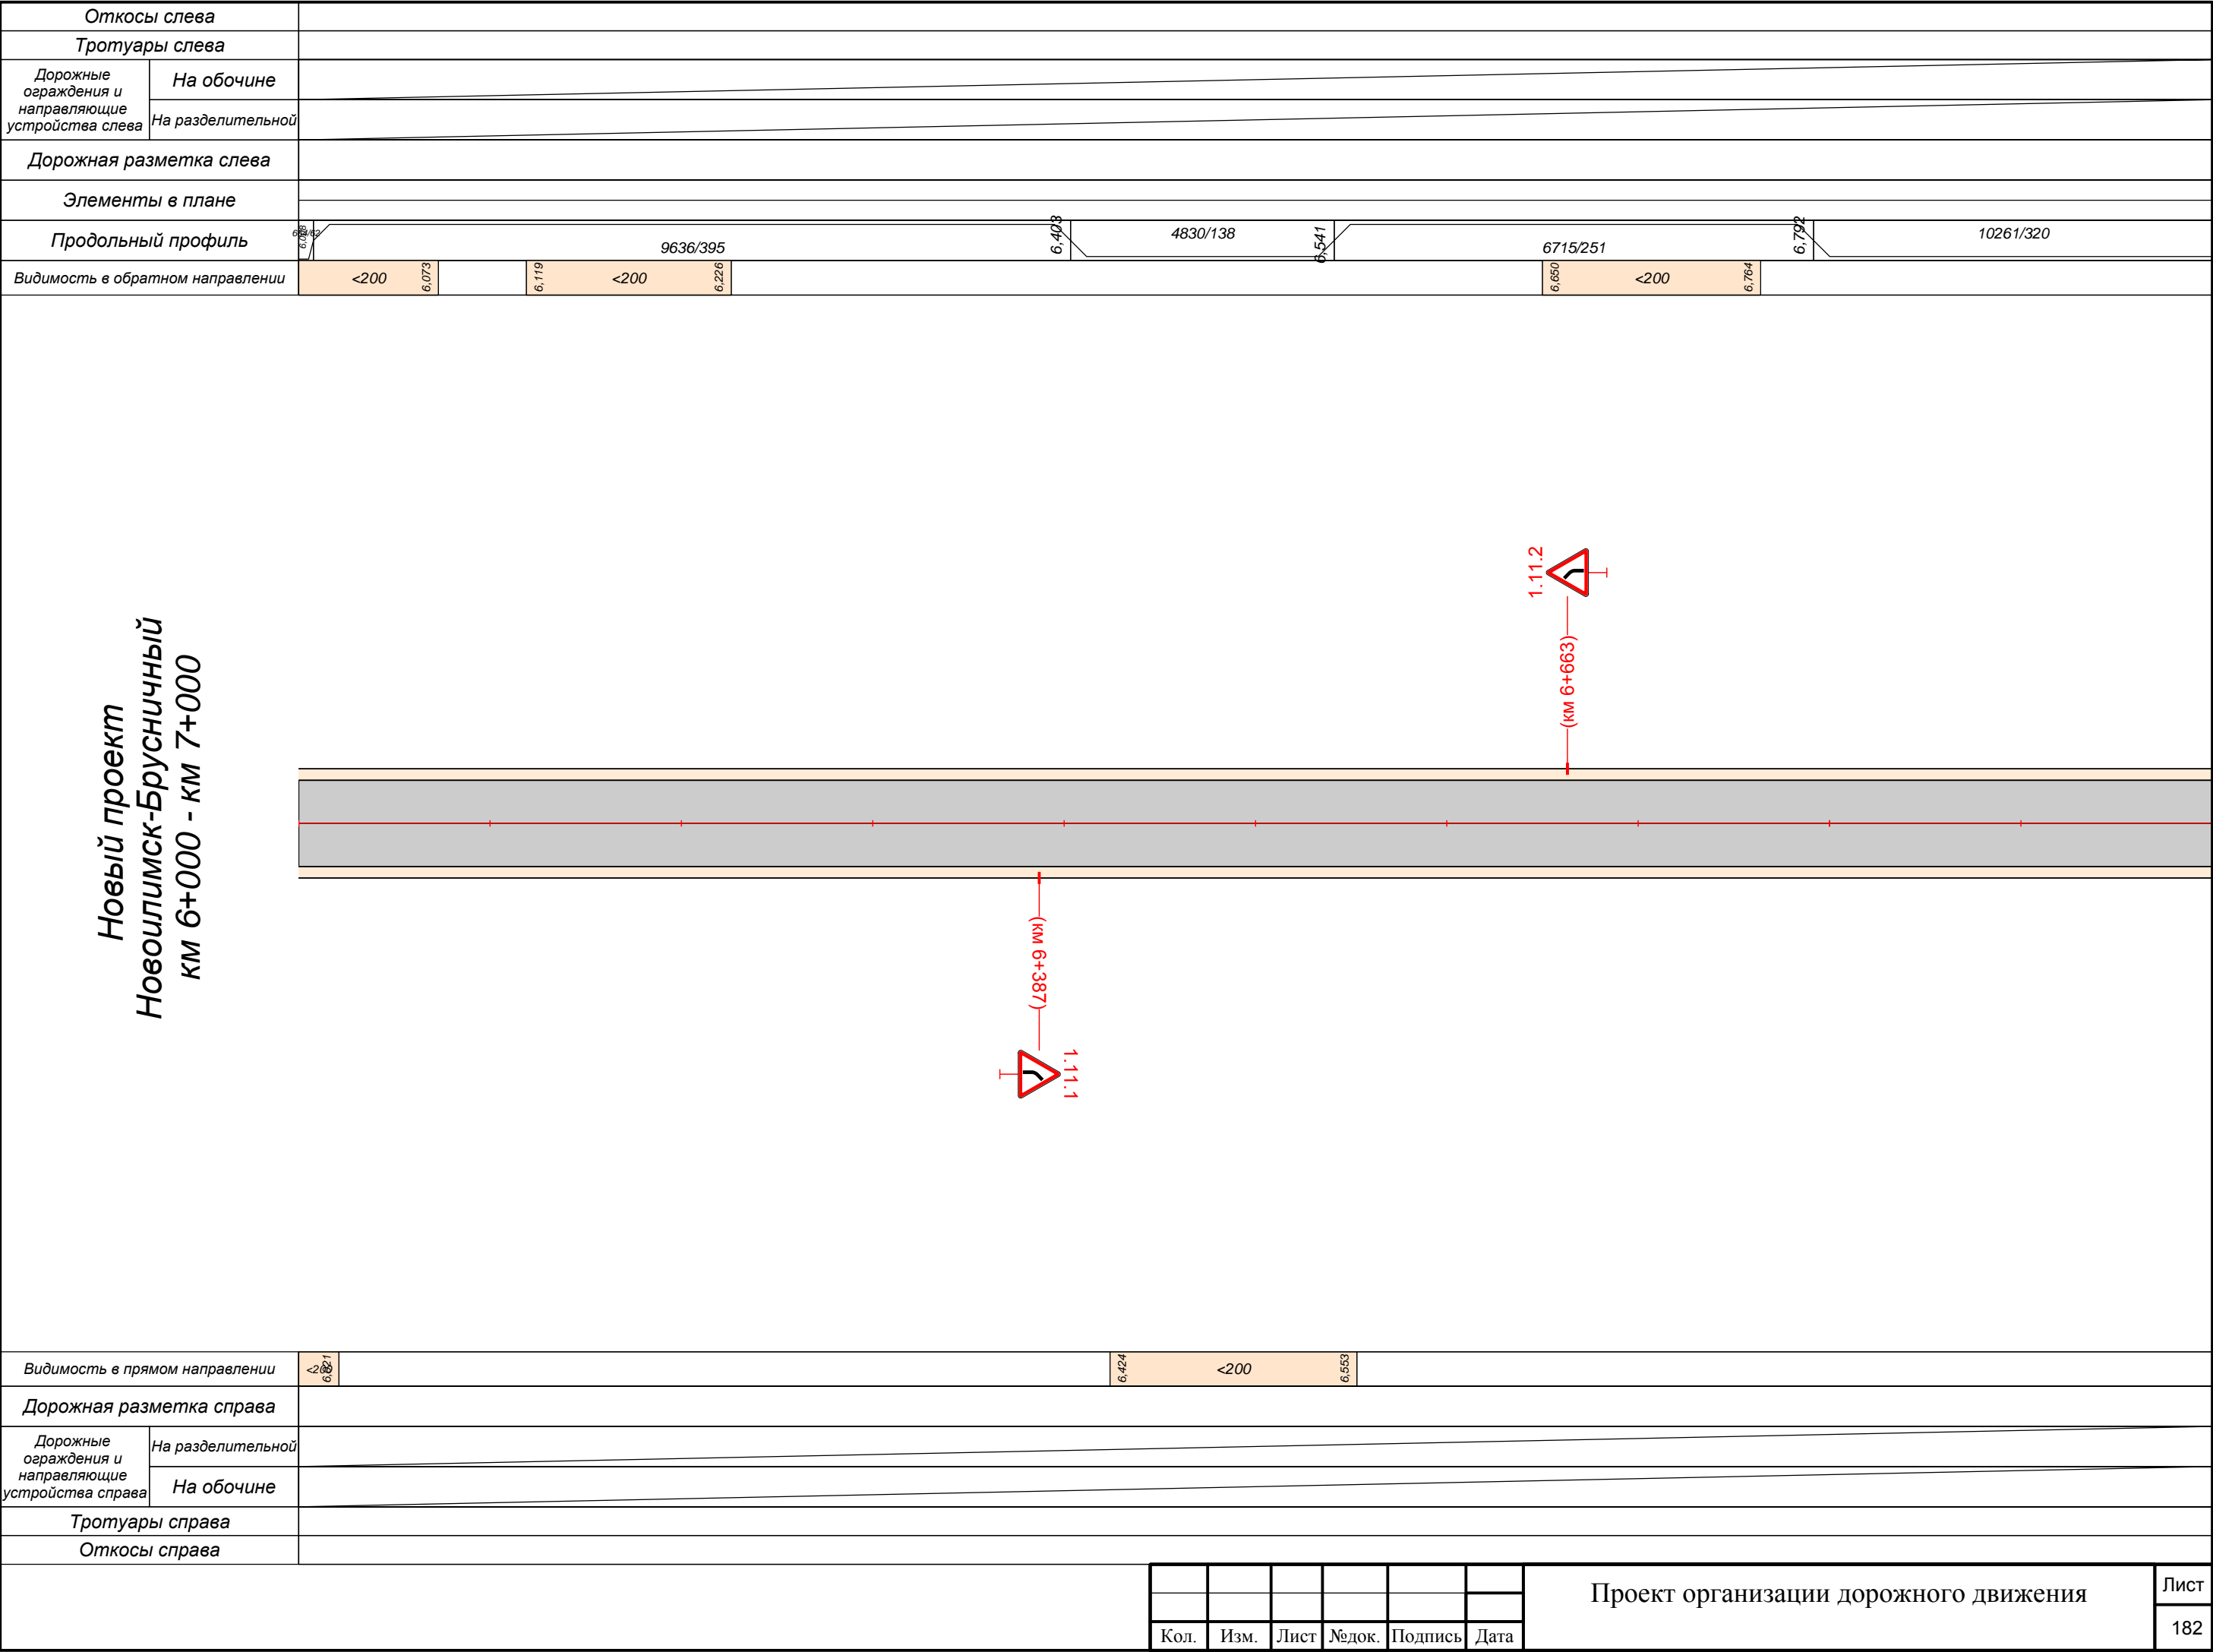 Откосы слева
Тротуары слева
Дорожные
ограждения и
направляющие
устройства слева
На обочине
На разделительной
Дорожная разметка слева
Элементы в плане
Продольный профиль
9636/395
6,403
4830/138
6,541
6715/251
6,792
10261/320
Видимость в обратном направлении
<200
6,073
6,119
<200
6,226
6,650
<200
6,764
Новый проект
Новоилимск-Брусничный
км 6+000 - км 7+000
1.11.2
(км 6+663)
(км 6+387)
1.11.1
Видимость в прямом направлении
<200
6,021
6,424
<200
6,553
Дорожная разметка справа
Дорожные
ограждения и
направляющие
устройства справа
На разделительной
На обочине
Тротуары справа
Откосы справа
Кол.
Изм.
Лист
№док.
Подпись
Дата
Проект организации дорожного движения
Лист
182